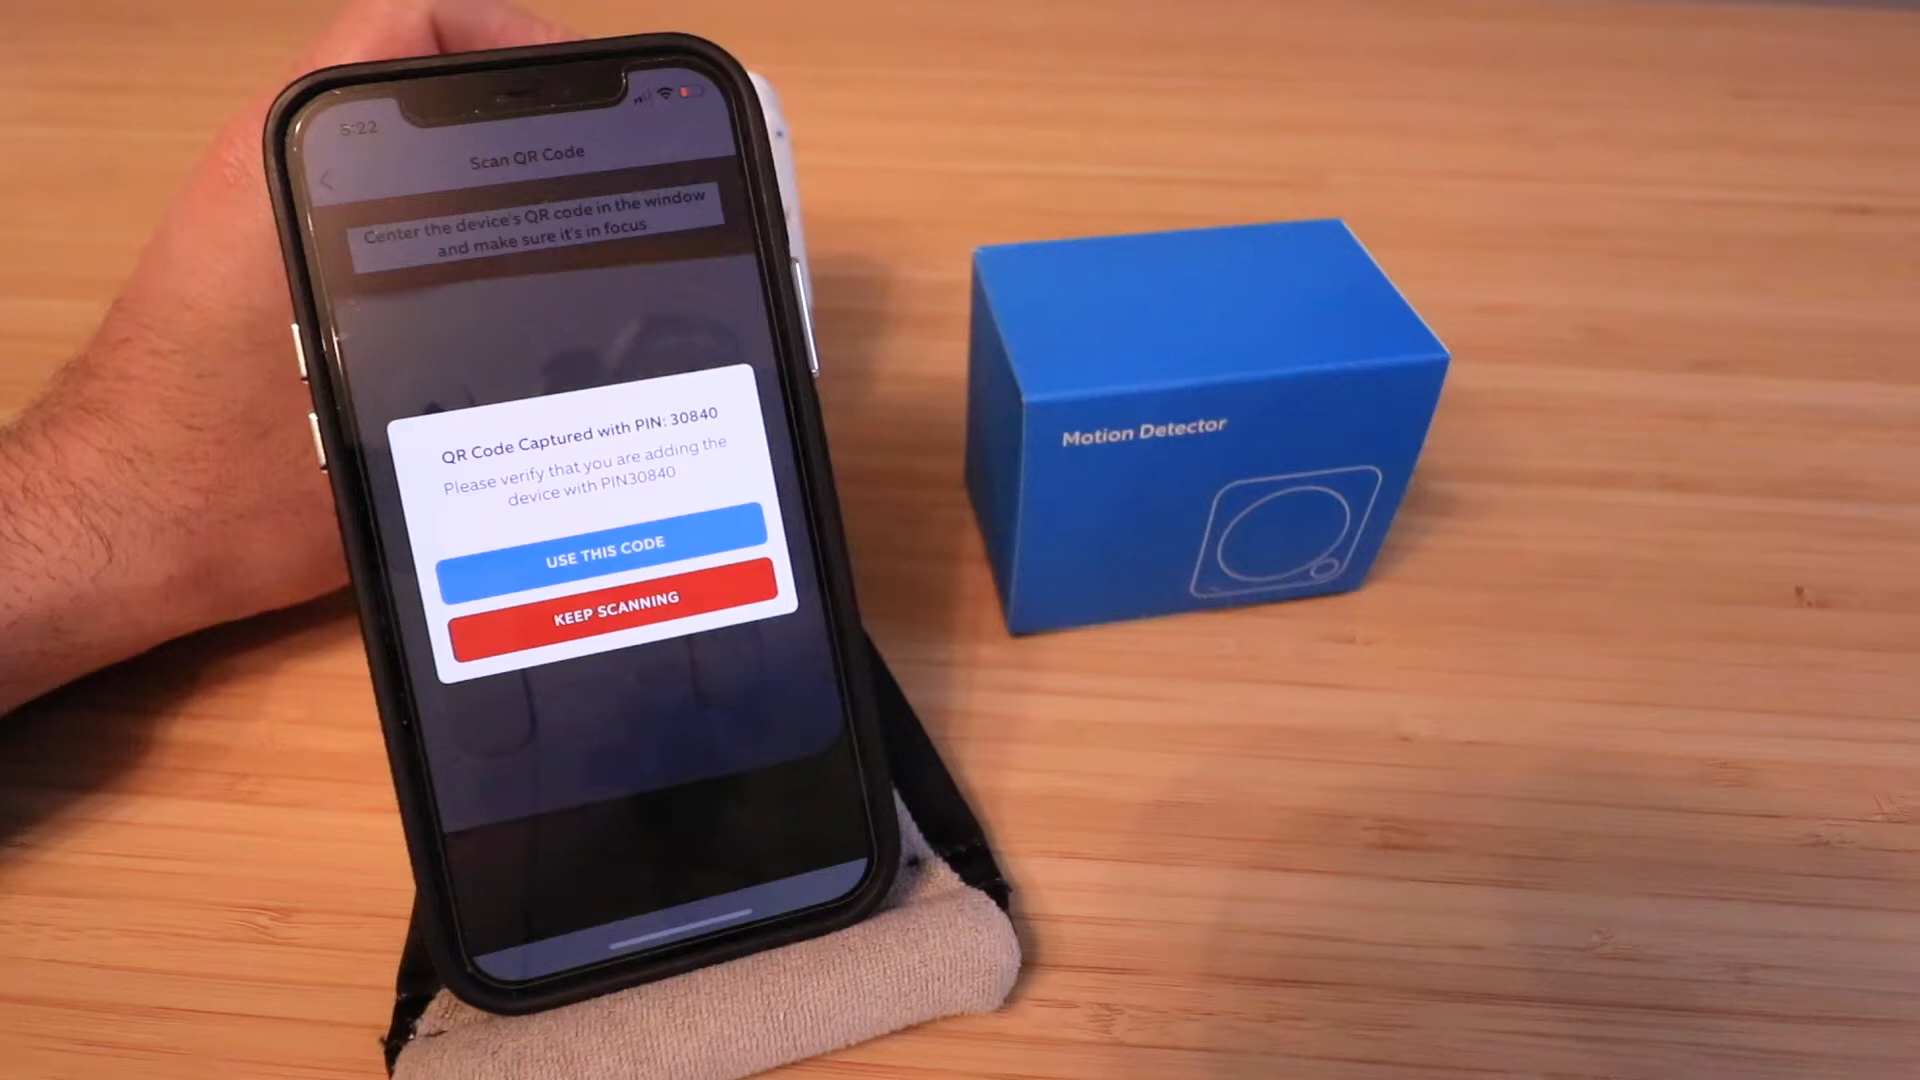 5:22
Scan QR Code
Center the device's QR code in the window
and make sure it's in focus
QR Code Captured with PIN: 30840
Please verify that you are adding the
device with PIN30840
USE THIS CODE
KEEP SCANNING
Motion Detector